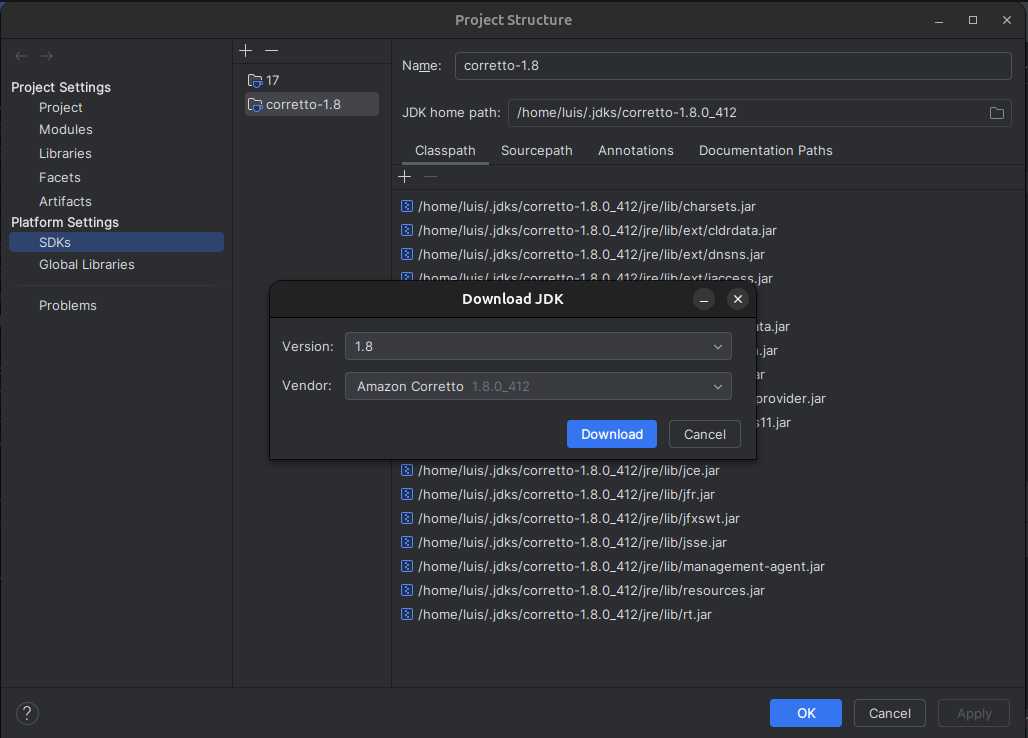 Project Structure
Project Settings
Project
Modules
Libraries
Facets
Artifacts
Platform Settings
SDKs
Global Libraries
Problems
17
corretto-1.8
Name: corretto-1.8
JDK home path: /home/luis/.jdks/corretto-1.8.0_412
Classpath Sourcepath Annotations Documentation Paths
/home/luis/.jdks/corretto-1.8.0_412/jre/lib/charsets.jar
/home/luis/.jdks/corretto-1.8.0_412/jre/lib/ext/cldrdata.jar
/home/luis/.jdks/corretto-1.8.0_412/jre/lib/ext/dnsns.jar
/home/luis/.jdks/corretto-1.8.0_412/jre/lib/ext/jaccess.jar
ata.jar
.jar
ar
provider.jar
s11.jar
/home/luis/.jdks/corretto-1.8.0_412/jre/lib/jce.jar
/home/luis/.jdks/corretto-1.8.0_412/jre/lib/jfr.jar
/home/luis/.jdks/corretto-1.8.0_412/jre/lib/jfxswt.jar
/home/luis/.jdks/corretto-1.8.0_412/jre/lib/jsse.jar
/home/luis/.jdks/corretto-1.8.0_412/jre/lib/management-agent.jar
/home/luis/.jdks/corretto-1.8.0_412/jre/lib/resources.jar
/home/luis/.jdks/corretto-1.8.0_412/jre/lib/rt.jar
Download JDK
Version: 1.8
Vendor: Amazon Corretto 1.8.0_412
Download Cancel
? OK Cancel Apply